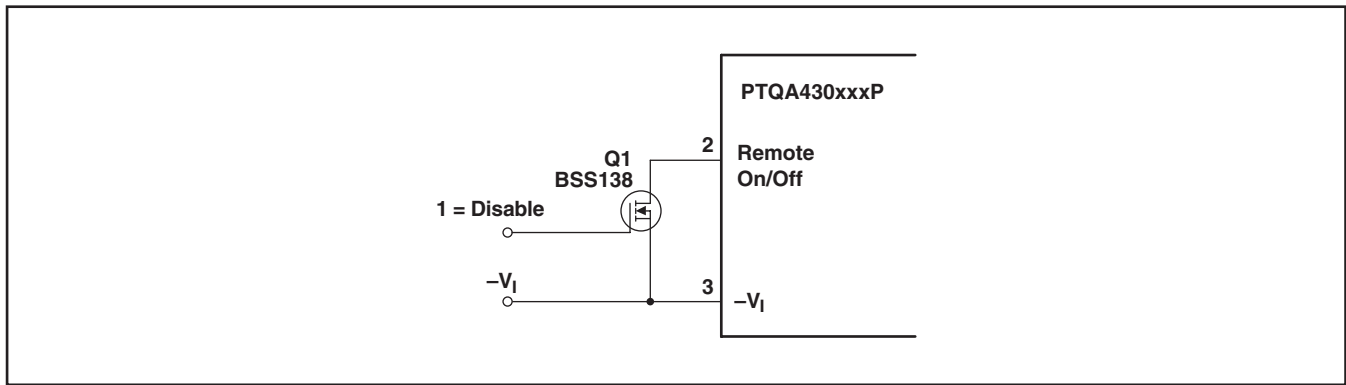 PTQA430xxxP
2
Remote
On/Off
Q1
BSS138
1 = Disable
–VI
3
–VI